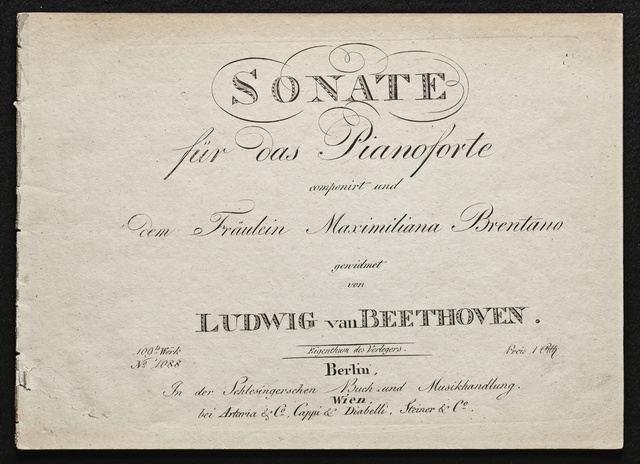 SONATE
für das Pianoforte
componirt und
dem Fräulein Maximiliana Brentano
gewidmet
von
LUDWIG van BEETHOVEN.
109tes Werk
Eigenthum des Verlegers.
Preis 1 Rth
No 1088
Berlin,
In der Schlesingerschen Buch und Musikhandlung.
Wien,
bei Artaria & Co. Cappi & Diabelli, Steiner & Co.